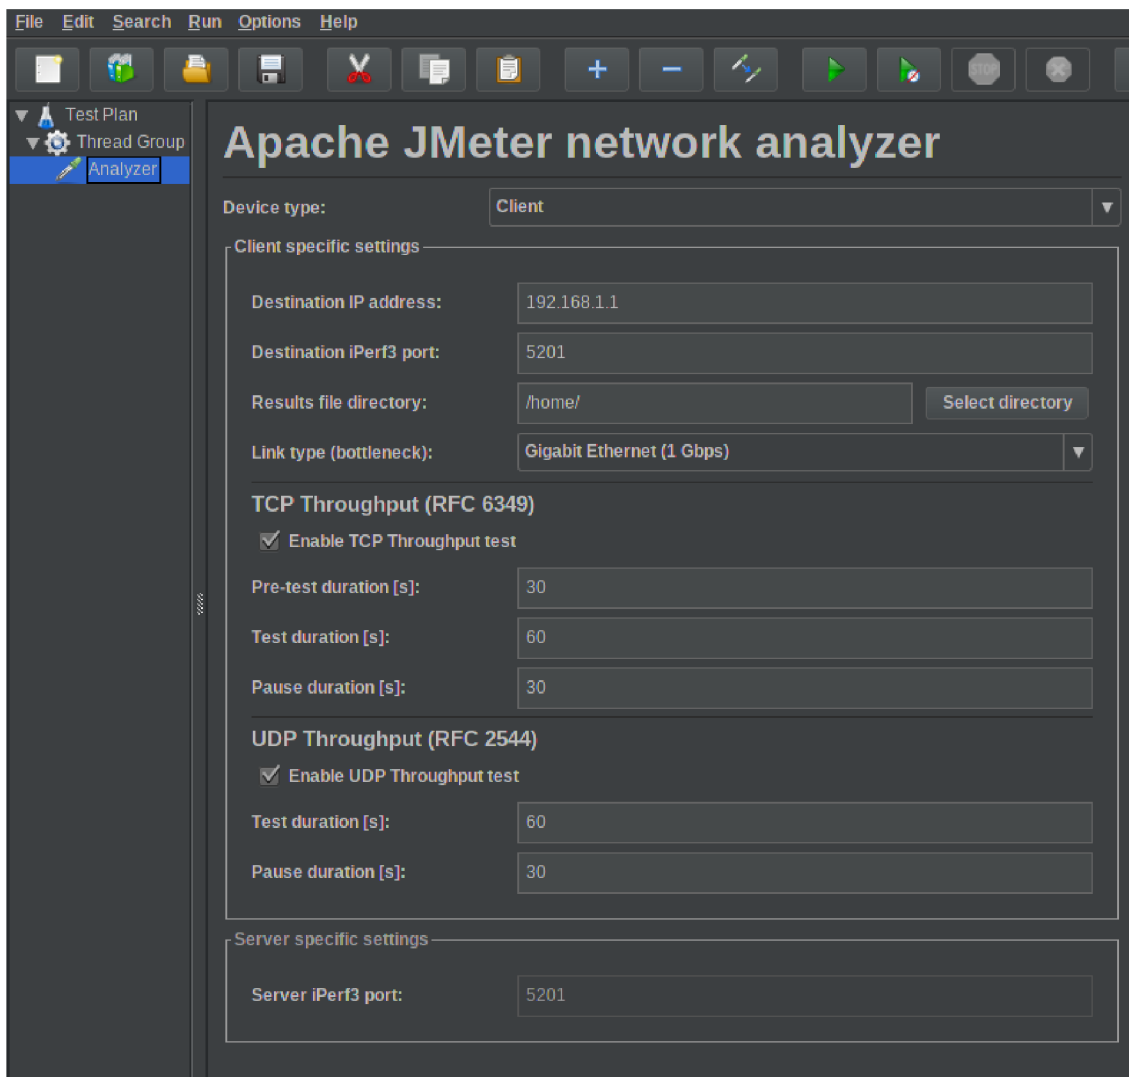 File Edit Search Run Options Help
STOP
Test Plan
Thread Group
Analyzer
Apache JMeter network analyzer
Device type: Client
Client specific settings
Destination IP address: 192.168.1.1
Destination iPerf3 port: 5201
Results file directory: /home/ Select directory
Link type (bottleneck): Gigabit Ethernet (1 Gbps)
TCP Throughput (RFC 6349)
Enable TCP Throughput test
Pre-test duration [s]: 30
Test duration [s]: 60
Pause duration [s]: 30
UDP Throughput (RFC 2544)
Enable UDP Throughput test
Test duration [s]: 60
Pause duration [s]: 30
Server specific settings
Server iPerf3 port: 5201